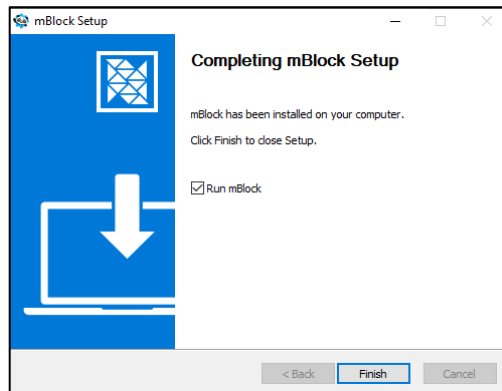 mBlock Setup
Completing mBlock Setup
mBlock has been installed on your computer.
Click Finish to close Setup.
Run mBlock
< Back
Finish
Cancel